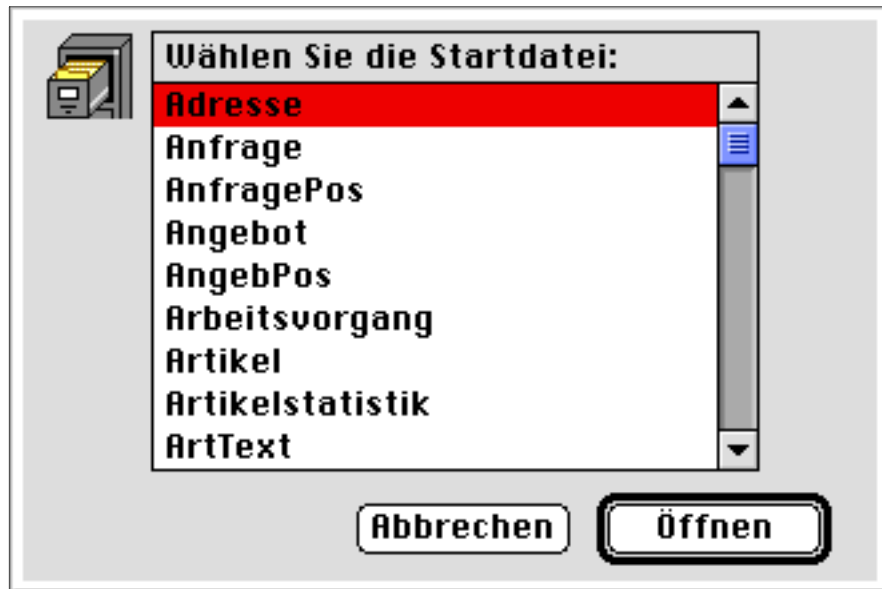 Wählen Sie die Startdatei:
Adresse
Anfrage
AnfragePos
Angebot
AngebPos
Arbeitsvorgang
Artikel
Artikelstatistik
ArtText
Abbrechen
Öffnen